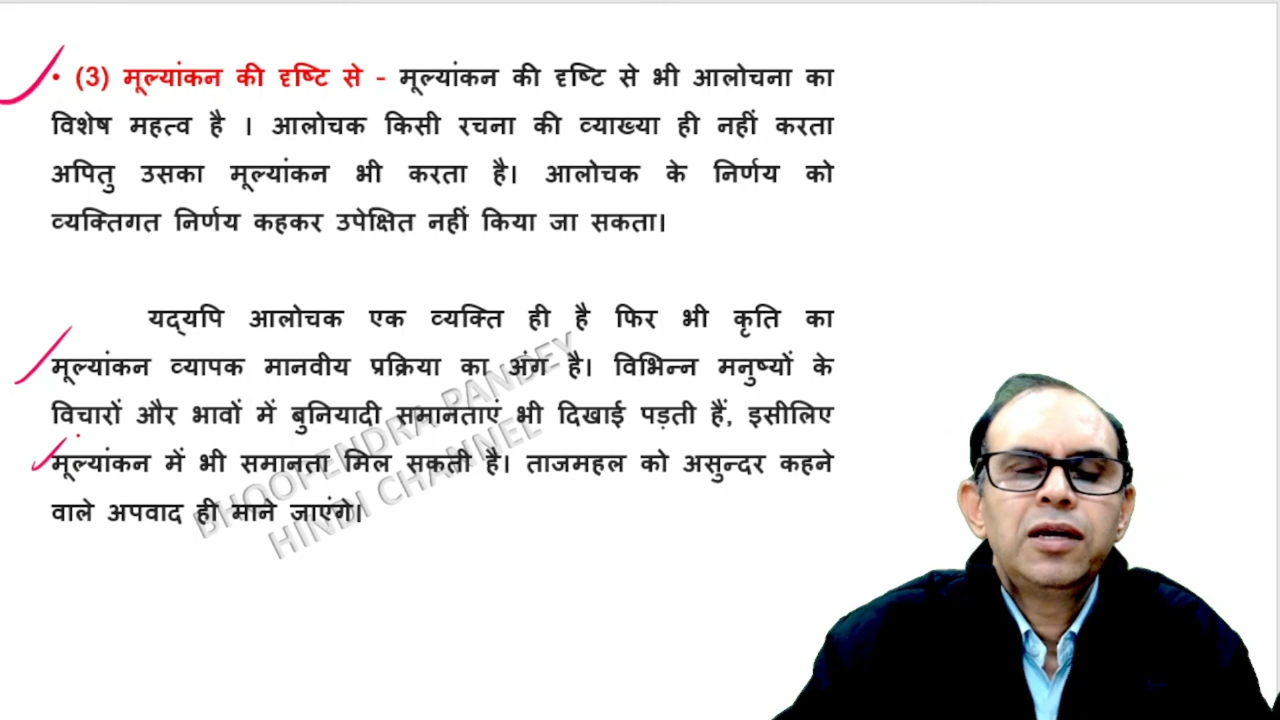 • (3) मूल्यांकन की दृष्टि से - मूल्यांकन की दृष्टि से भी आलोचना का
विशेष महत्व है । आलोचक किसी रचना की व्याख्या ही नहीं करता
अपितु उसका मूल्यांकन भी करता है। आलोचक के निर्णय को
व्यक्तिगत निर्णय कहकर उपेक्षित नहीं किया जा सकता।
यद्यपि आलोचक एक व्यक्ति ही है फिर भी कृति का
मूल्यांकन व्यापक मानवीय प्रक्रिया का अंग है। विभिन्न मनुष्यों के
विचारों और भावों में बुनियादी समानताएं भी दिखाई पड़ती हैं, इसीलिए
मूल्यांकन में भी समानता मिल सकती है। ताजमहल को असुन्दर कहने
वाले अपवाद ही माने जाएंगे।
BHOOPENDRA PANDEY
HINDI CHANNEL